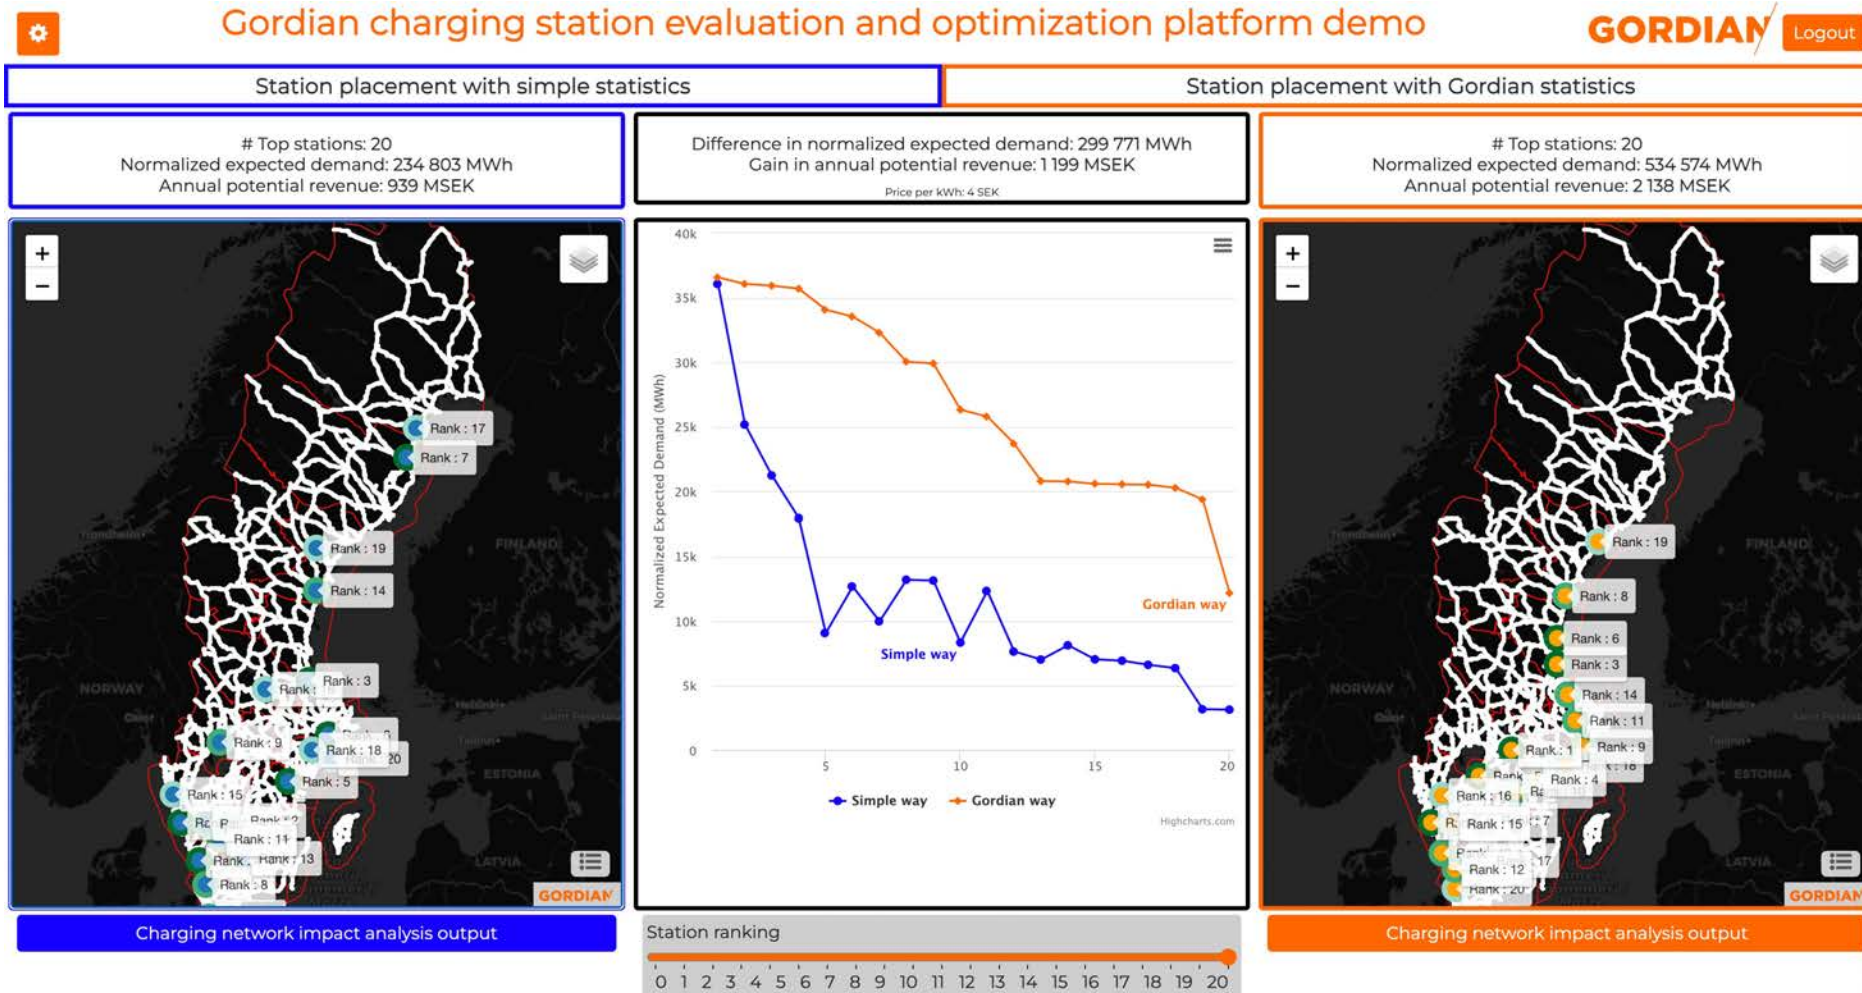 Gordian charging station evaluation and optimization platform demo
GORDIAN
Logout
Station placement with simple statistics
Station placement with Gordian statistics
# Top stations: 20
Normalized expected demand: 234 803 MWh
Annual potential revenue: 939 MSEK
Difference in normalized expected demand: 299 771 MWh
Gain in annual potential revenue: 1 199 MSEK
Price per kWh: 4 SEK
# Top stations: 20
Normalized expected demand: 534 574 MWh
Annual potential revenue: 2 138 MSEK
+
−
Rank : 17
Rank : 7
Rank : 19
FINLAND
Rank : 14
NORWAY
Rank : 3
Rank : 9
Rank : 18
20
ESTONIA
Rank : 5
Rank : 15
Rank : 11
Rank : 13
LATVIA
Rank : 8
GORDIAN
Normalized Expected Demand (MWh)
40k
35k
30k
25k
20k
15k
10k
5k
0
Gordian way
Simple way
5
10
15
20
Simple way
Gordian way
Highcharts.com
+
−
Rank : 19
FINLAND
Rank : 8
Rank : 6
Rank : 3
NORWAY
Rank : 14
Rank : 11
Rank : 1
Rank : 9
18
ESTONIA
Rank : 4
Rank : 16
Rank : 15
: 7
17
Rank : 12
Rank : 20
LATVIA
GORDIAN
Charging network impact analysis output
Station ranking
0 1 2 3 4 5 6 7 8 9 10 11 12 13 14 15 16 17 18 19 20
Charging network impact analysis output